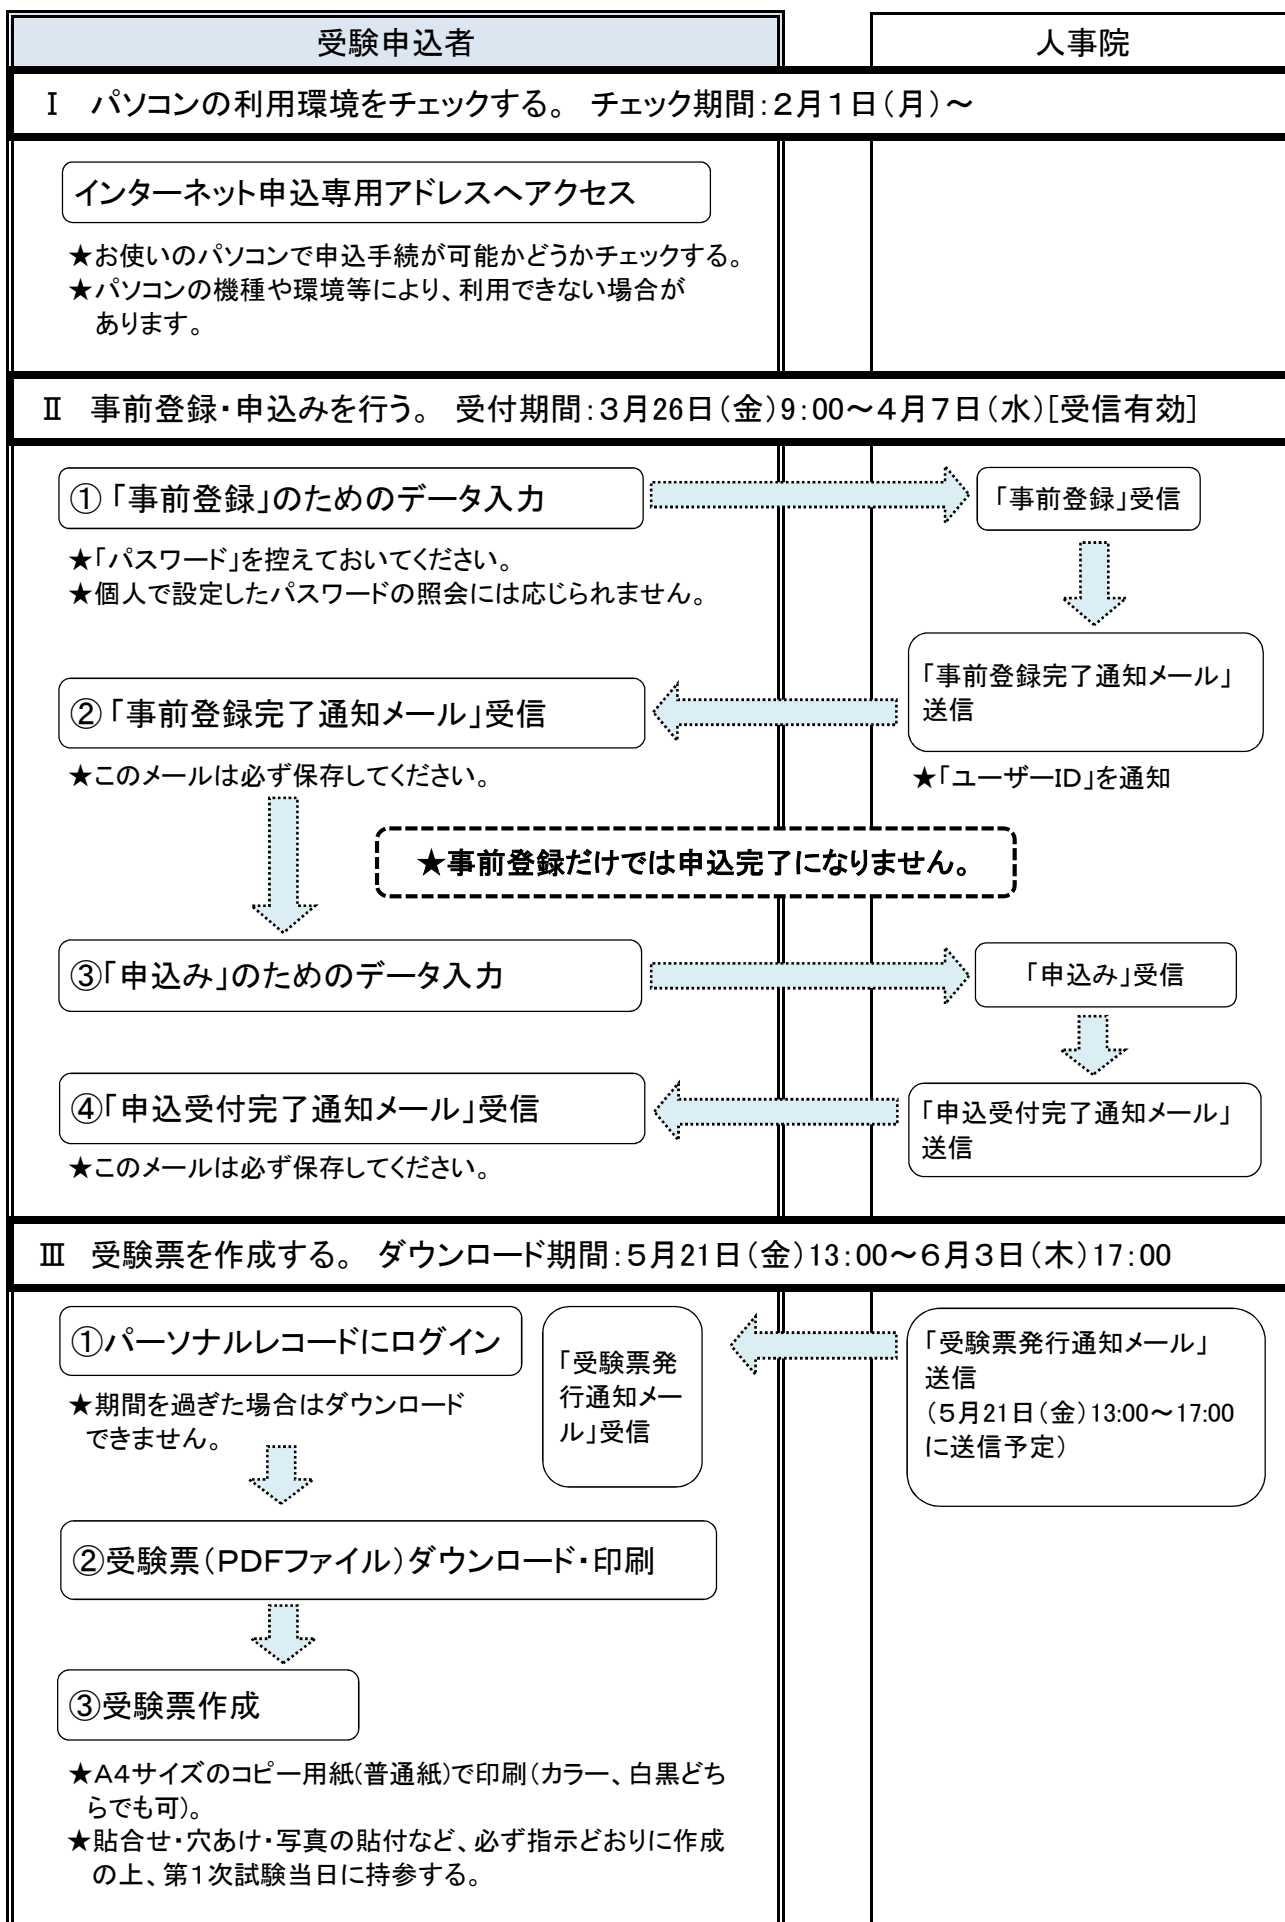 受験申込者
人事院
Ⅰ　パソコンの利用環境をチェックする。　チェック期間：２月１日（月）～
インターネット申込専用アドレスへアクセス
★お使いのパソコンで申込手続が可能かどうかチェックする。
★パソコンの機種や環境等により、利用できない場合が
あります。
Ⅱ　事前登録・申込みを行う。　受付期間：３月26日（金）9:00～４月７日（水）[受信有効]
①「事前登録」のためのデータ入力
「事前登録」受信
★「パスワード」を控えておいてください。
★個人で設定したパスワードの照会には応じられません。
「事前登録完了通知メール」
送信
②「事前登録完了通知メール」受信
★このメールは必ず保存してください。
★「ユーザーID」を通知
★事前登録だけでは申込完了になりません。
③「申込み」のためのデータ入力
「申込み」受信
④「申込受付完了通知メール」受信
「申込受付完了通知メール」
送信
★このメールは必ず保存してください。
Ⅲ　受験票を作成する。　ダウンロード期間：５月21日（金）13:00～６月３日（木）17:00
①パーソナルレコードにログイン
★期間を過ぎた場合はダウンロード
できません。
「受験票発
行通知メー
ル」受信
「受験票発行通知メール」
送信
（５月21日（金）13:00～17:00
に送信予定）
②受験票（ＰＤＦファイル）ダウンロード・印刷
③受験票作成
★Ａ４サイズのコピー用紙(普通紙)で印刷（カラー、白黒どち
らでも可）。
★貼合せ・穴あけ・写真の貼付など、必ず指示どおりに作成
の上、第１次試験当日に持参する。